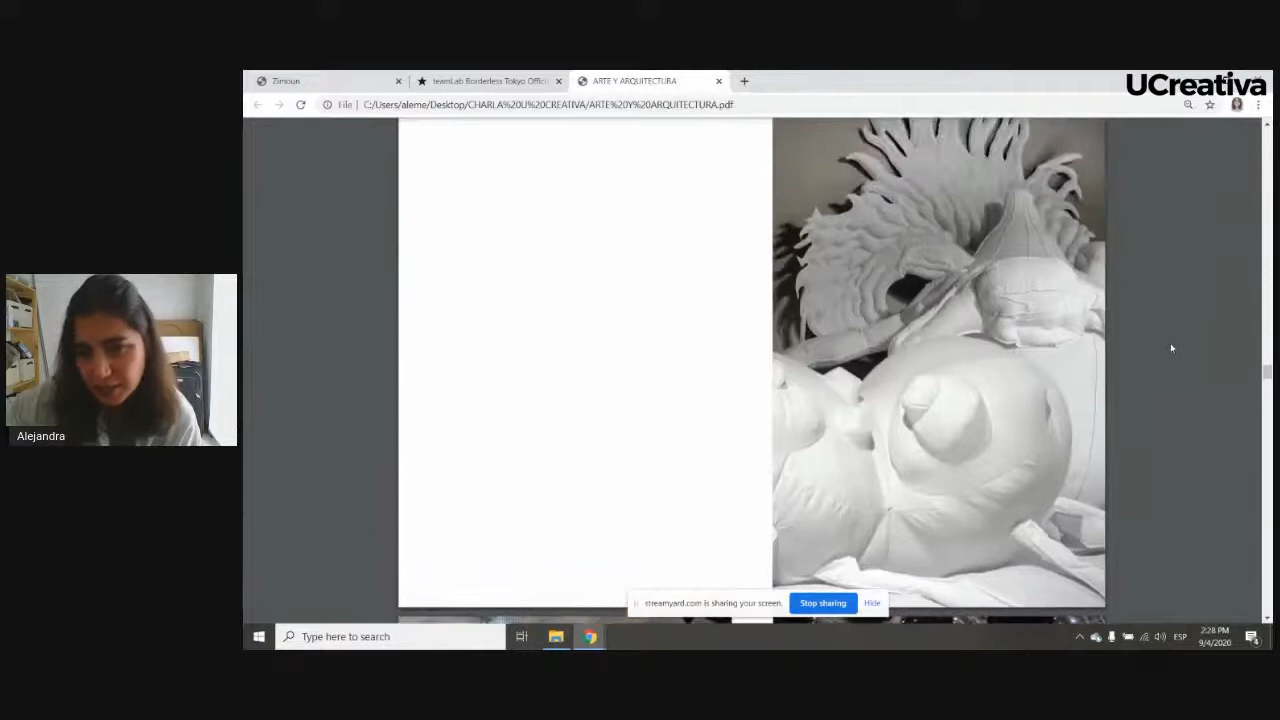 UCreativa
Zimoun
teamLab Borderless Tokyo Offici
ARTE Y ARQUITECTURA
File
C:/Users/aleme/Desktop/CHARLA%20U%20CREATIVA/ARTE%20Y%20ARQUITECTURA.pdf
Alejandra
streamyard.com is sharing your screen.
Stop sharing
Hide
Type here to search
ESP
2:28 PM
9/4/2020